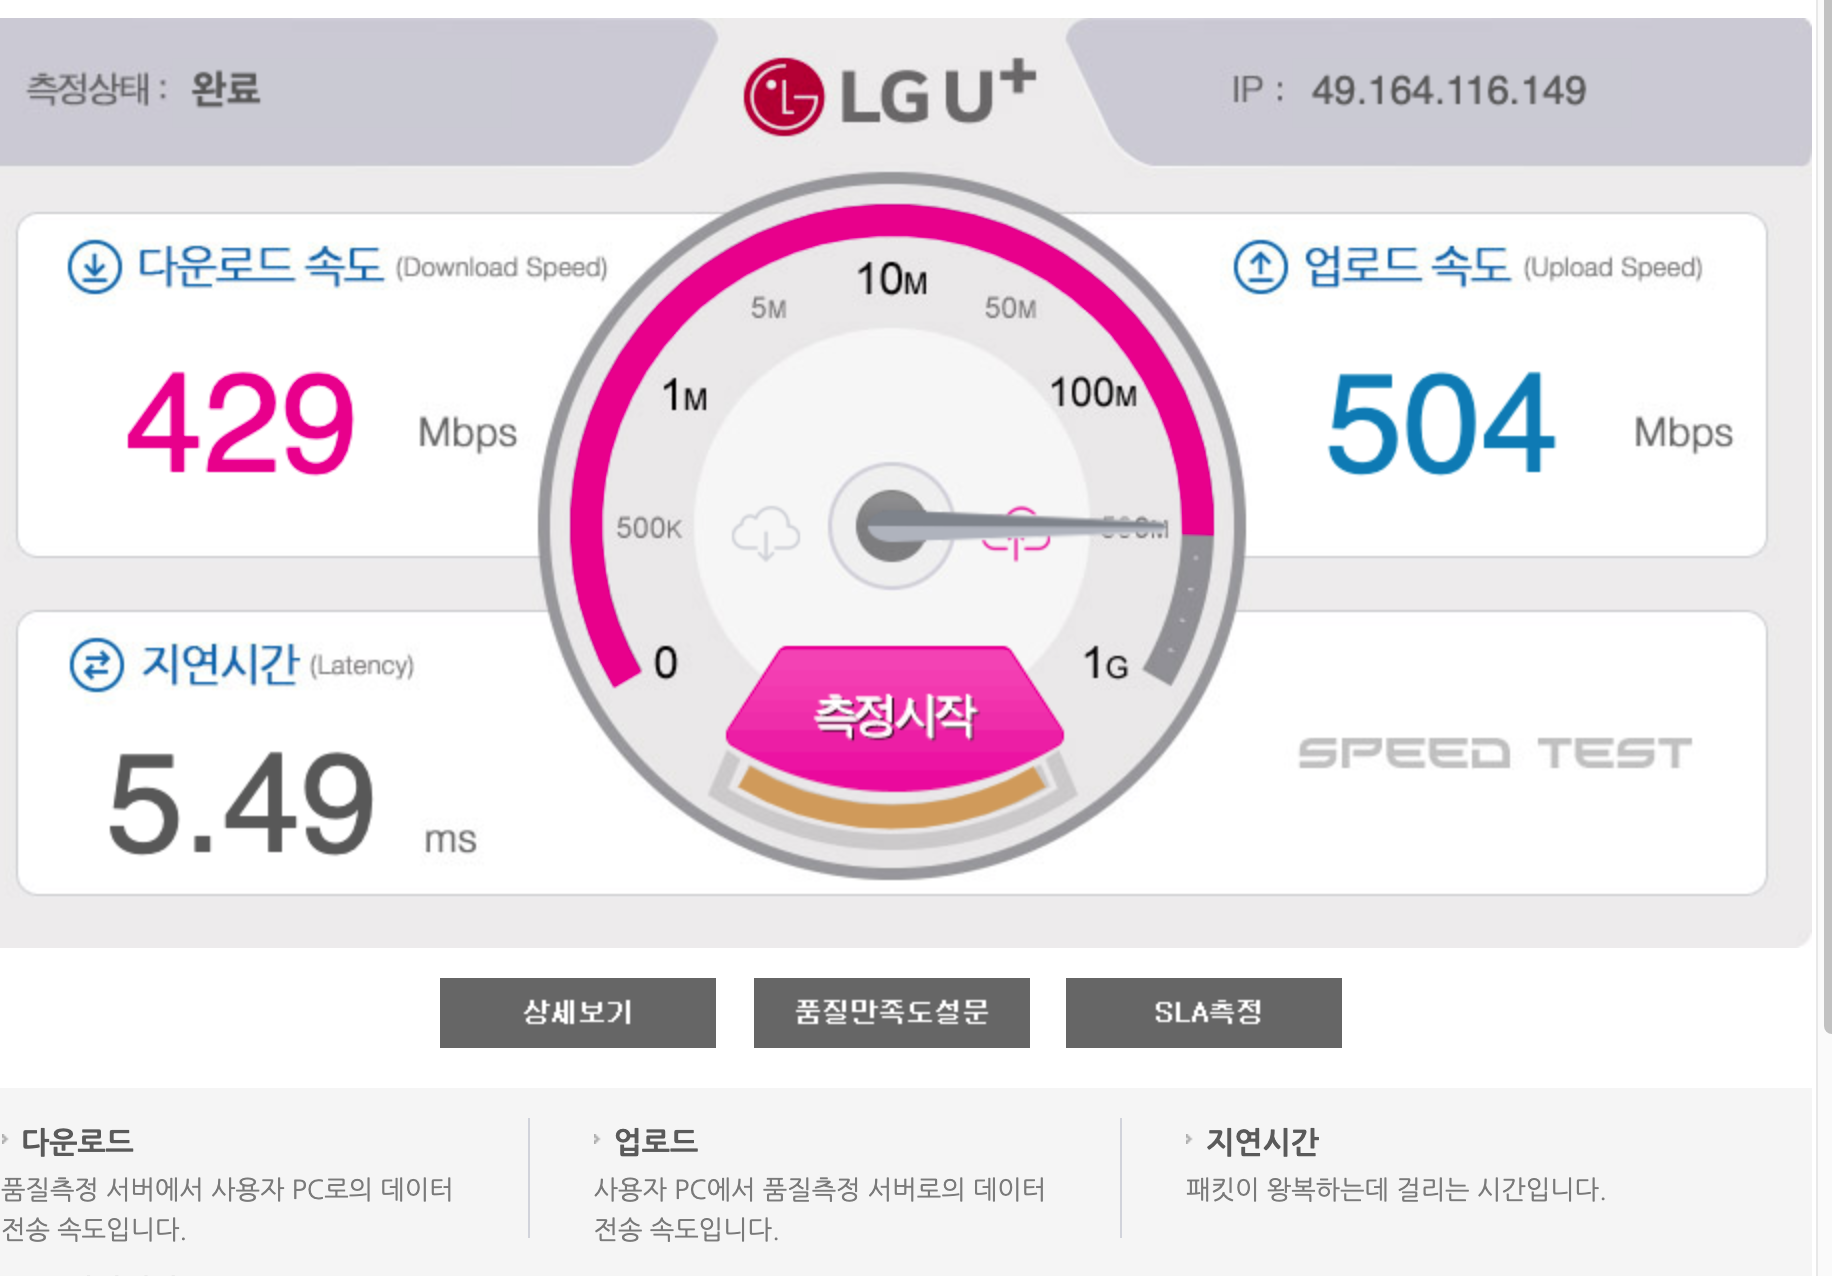 측정상태 : 완료
LG U+
IP : 49.164.116.149
다운로드 속도 (Download Speed)
429 Mbps
업로드 속도 (Upload Speed)
504 Mbps
10M
5M
50M
1M
100M
500K
0
1G
지연시간 (Latency)
5.49 ms
측정시작
SPEED TEST
상세보기
품질만족도설문
SLA측정
다운로드
품질측정 서버에서 사용자 PC로의 데이터
전송 속도입니다.
업로드
사용자 PC에서 품질측정 서버로의 데이터
전송 속도입니다.
지연시간
패킷이 왕복하는데 걸리는 시간입니다.